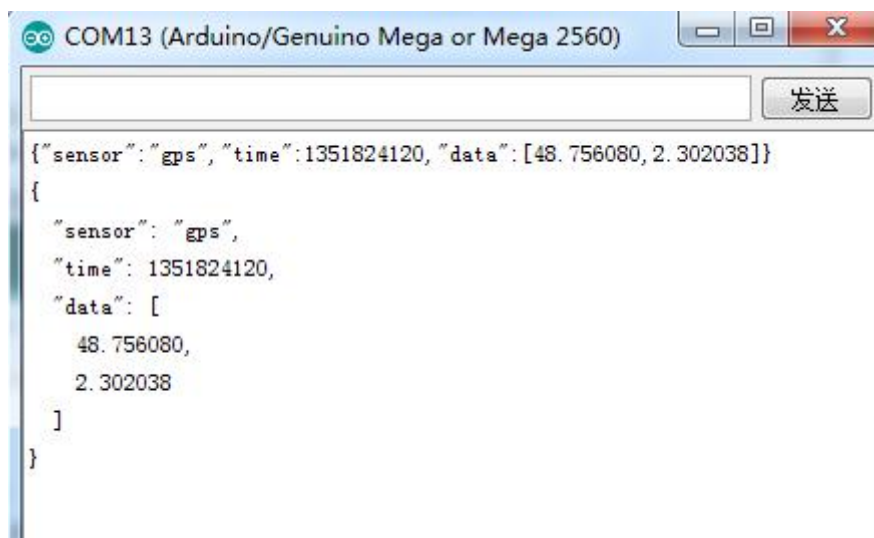 COM13 (Arduino/Genuino Mega or Mega 2560)
发送
{"sensor":"gps","time":1351824120,"data":[48.756080,2.302038]}
{
  "sensor": "gps",
  "time": 1351824120,
  "data": [
    48.756080,
    2.302038
  ]
}